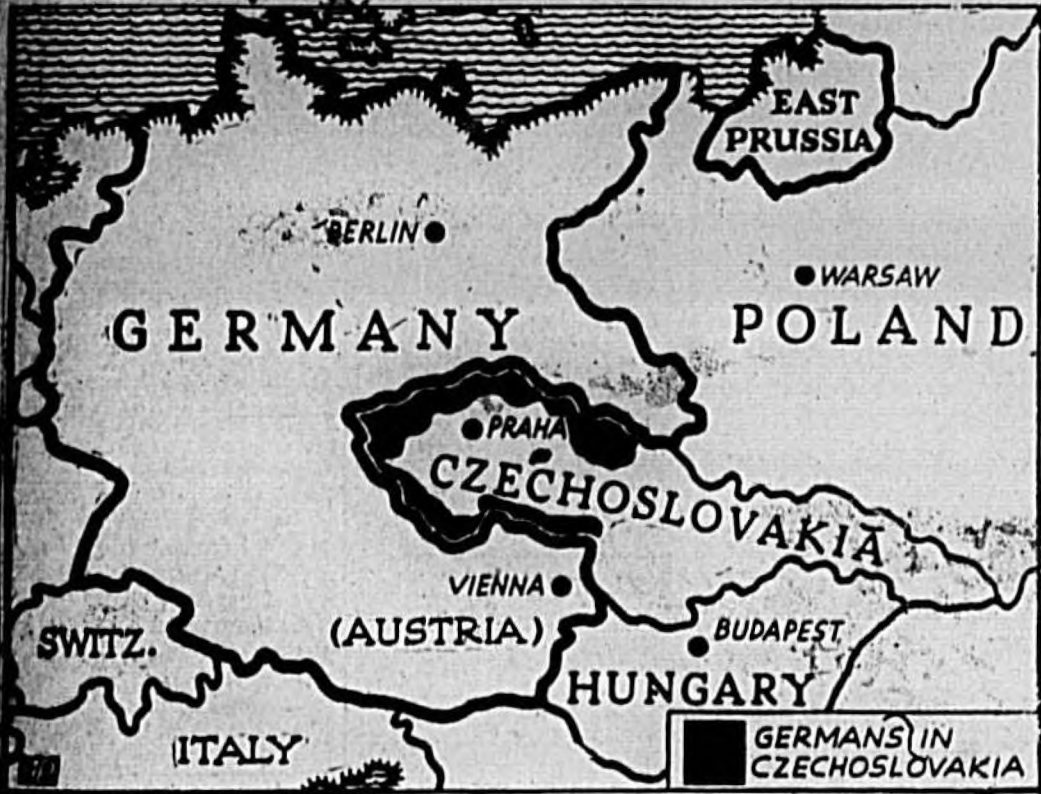 EAST
PRUSSIA
BERLIN
WARSAW
GERMANY
POLAND
PRAHA
CZECHOSLOVAKIA
VIENNA
(AUSTRIA)
SWITZ.
BUDAPEST
HUNGARY
ITALY
GERMANS IN
CZECHOSLOVAKIA